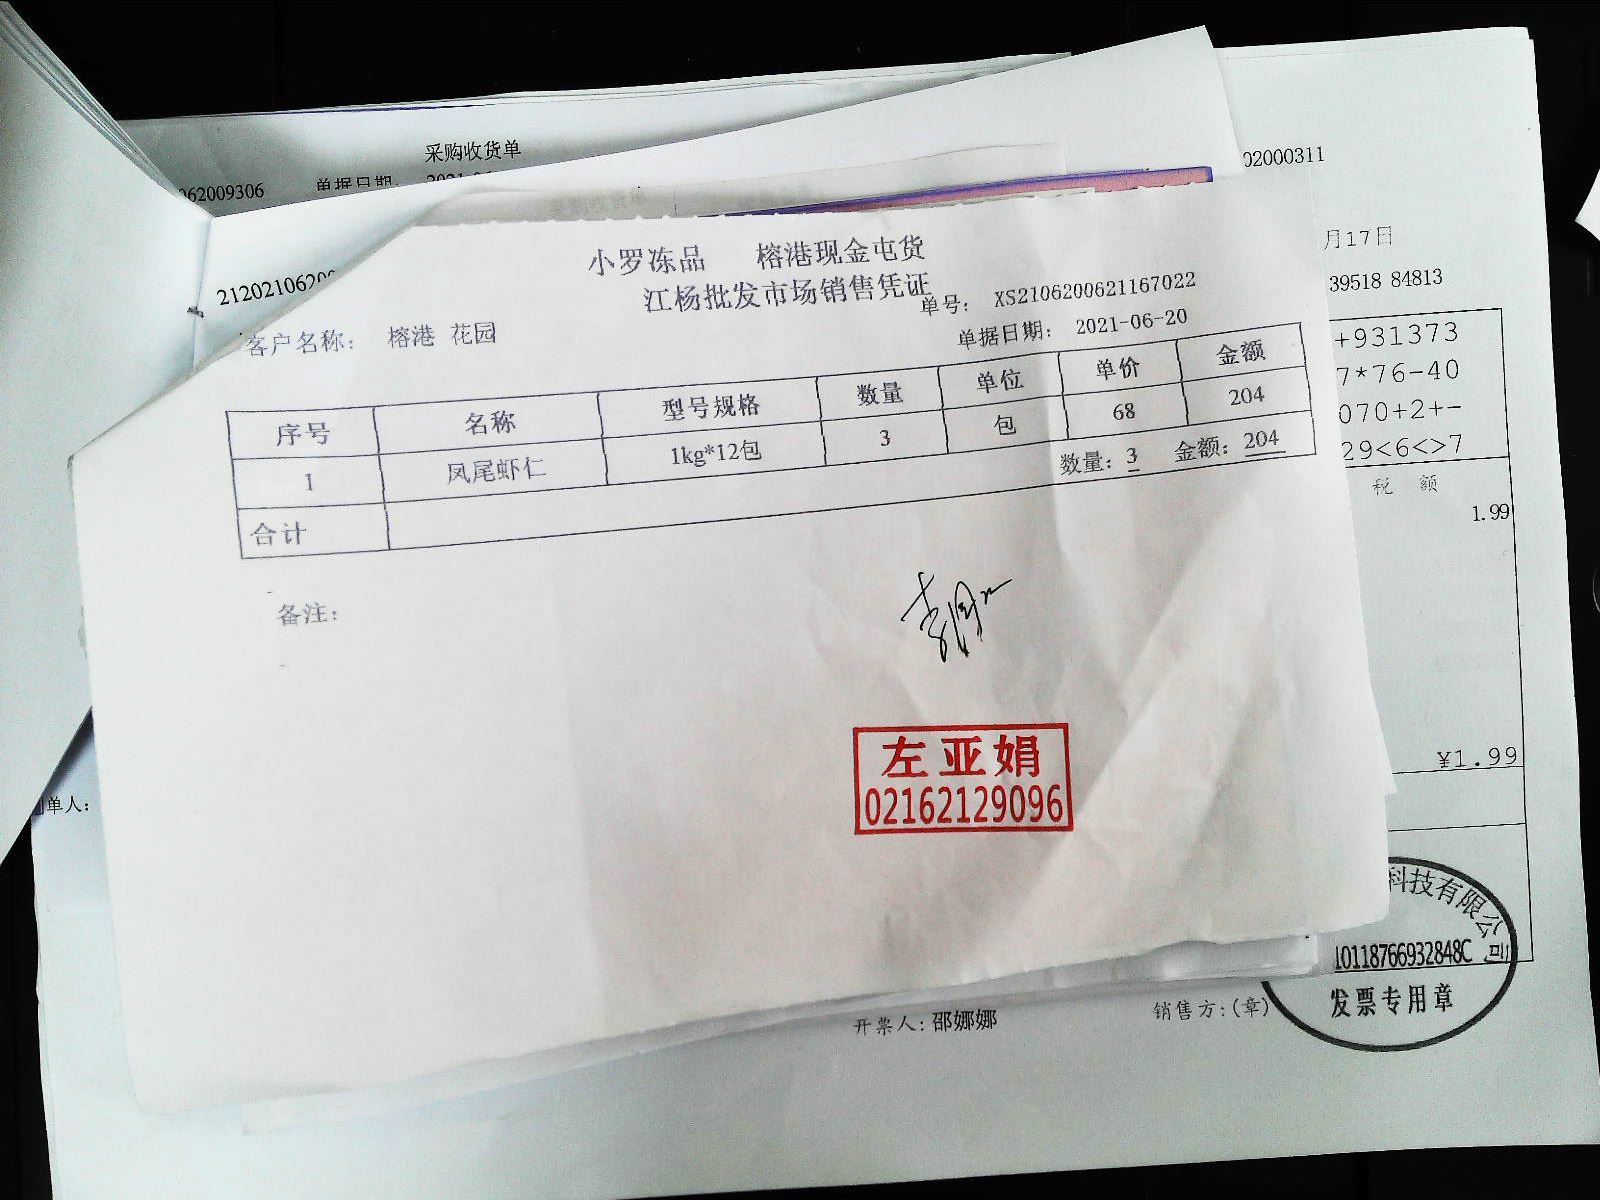 采购收货单
062009306 单据日期:
02000311
月17日
39518 84813
212021062009
小罗冻品 榕港现金屯货
江杨批发市场销售凭证
单号: XS2106200621167022
客户名称: 榕港 花园
单据日期: 2021-06-20
序号 名称 型号规格 数量 单位 单价 金额
1 凤尾虾仁 1kg*12包 3 包 68 204
合计 数量:3 金额:204
备注:
左亚娟
02162129096
+931373
7*76-40
070+2+-
29<6<>7
税 额
1.99
¥1.99
单人:
科技有限公司
10118766932848C
发票专用章
开票人:邵娜娜
销售方:(章)